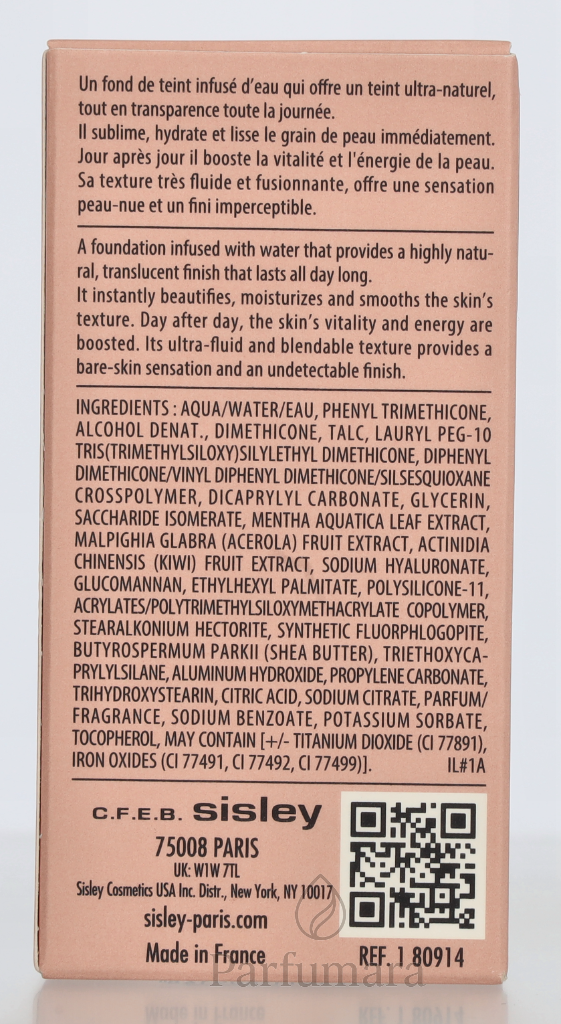 Un fond de teint infusé d'eau qui offre un teint ultra-naturel,
tout en transparence toute la journée.
Il sublime, hydrate et lisse le grain de peau immédiatement.
Jour après jour il booste la vitalité et l'énergie de la peau.
Sa texture très fluide et fusionnante, offre une sensation
peau-nue et un fini imperceptible.
A foundation infused with water that provides a highly natu-
ral, translucent finish that lasts all day long.
It instantly beautifies, moisturizes and smooths the skin's
texture. Day after day, the skin's vitality and energy are
boosted. Its ultra-fluid and blendable texture provides a
bare-skin sensation and an undetectable finish.
INGREDIENTS : AQUA/WATER/EAU, PHENYL TRIMETHICONE,
ALCOHOL DENAT., DIMETHICONE, TALC, LAURYL PEG-10
TRIS(TRIMETHYLSILOXY)SILYLETHYL DIMETHICONE, DIPHENYL
DIMETHICONE/VINYL DIPHENYL DIMETHICONE/SILSESQUIOXANE
CROSSPOLYMER, DICAPRYLYL CARBONATE, GLYCERIN,
SACCHARIDE ISOMERATE, MENTHA AQUATICA LEAF EXTRACT,
MALPIGHIA GLABRA (ACEROLA) FRUIT EXTRACT, ACTINIDIA
CHINENSIS (KIWI) FRUIT EXTRACT, SODIUM HYALURONATE,
GLUCOMANNAN, ETHYLHEXYL PALMITATE, POLYSILICONE-11,
ACRYLATES/POLYTRIMETHYLSILOXYMETHACRYLATE COPOLYMER,
STEARALKONIUM HECTORITE, SYNTHETIC FLUORPHLOGOPITE,
BUTYROSPERMUM PARKII (SHEA BUTTER), TRIETHOXYCA-
PRYLYLSILANE, ALUMINUM HYDROXIDE, PROPYLENE CARBONATE,
TRIHYDROXYSTEARIN, CITRIC ACID, SODIUM CITRATE, PARFUM/
FRAGRANCE, SODIUM BENZOATE, POTASSIUM SORBATE,
TOCOPHEROL, MAY CONTAIN [+/- TITANIUM DIOXIDE (CI 77891),
IRON OXIDES (CI 77491, CI 77492, CI 77499)]. IL#1A
C.F.E.B. sisley
75008 PARIS
UK: W1W 7TL
Sisley Cosmetics USA Inc. Distr., New York, NY 10017
sisley-paris.com
Made in France REF. 1 80914
Parfumara